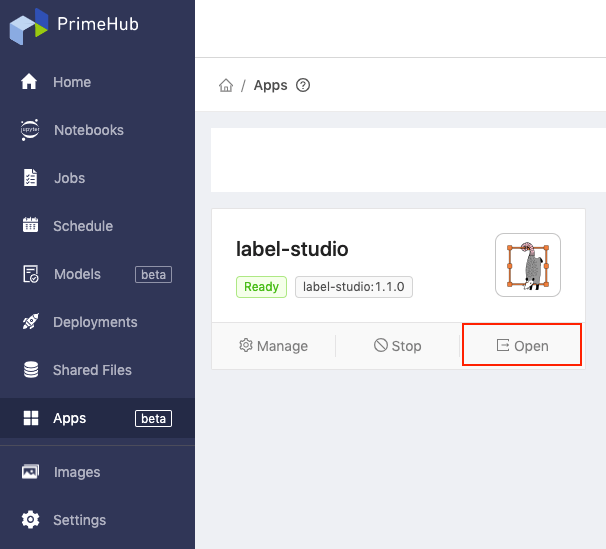 PrimeHub
Home
Notebooks
Jobs
Schedule
Models beta
Deployments
Shared Files
Apps beta
Images
Settings
/ Apps ?
label-studio
Ready label-studio:1.1.0
Manage Stop Open